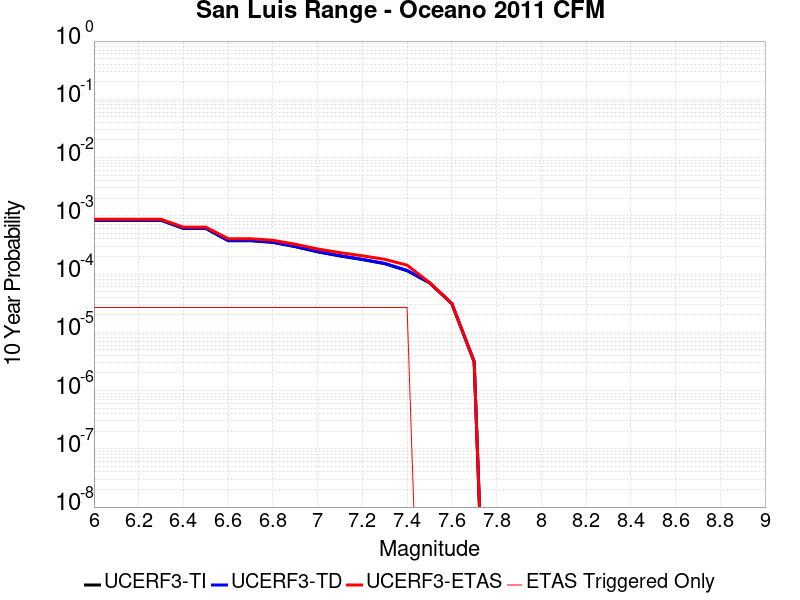 San Luis Range - Oceano 2011 CFM
10 Year Probability
10^0
10^-1
10^-2
10^-3
10^-4
10^-5
10^-6
10^-7
10^-8
6 6.2 6.4 6.6 6.8 7 7.2 7.4 7.6 7.8 8 8.2 8.4 8.6 8.8 9
Magnitude
UCERF3-TI UCERF3-TD UCERF3-ETAS ETAS Triggered Only